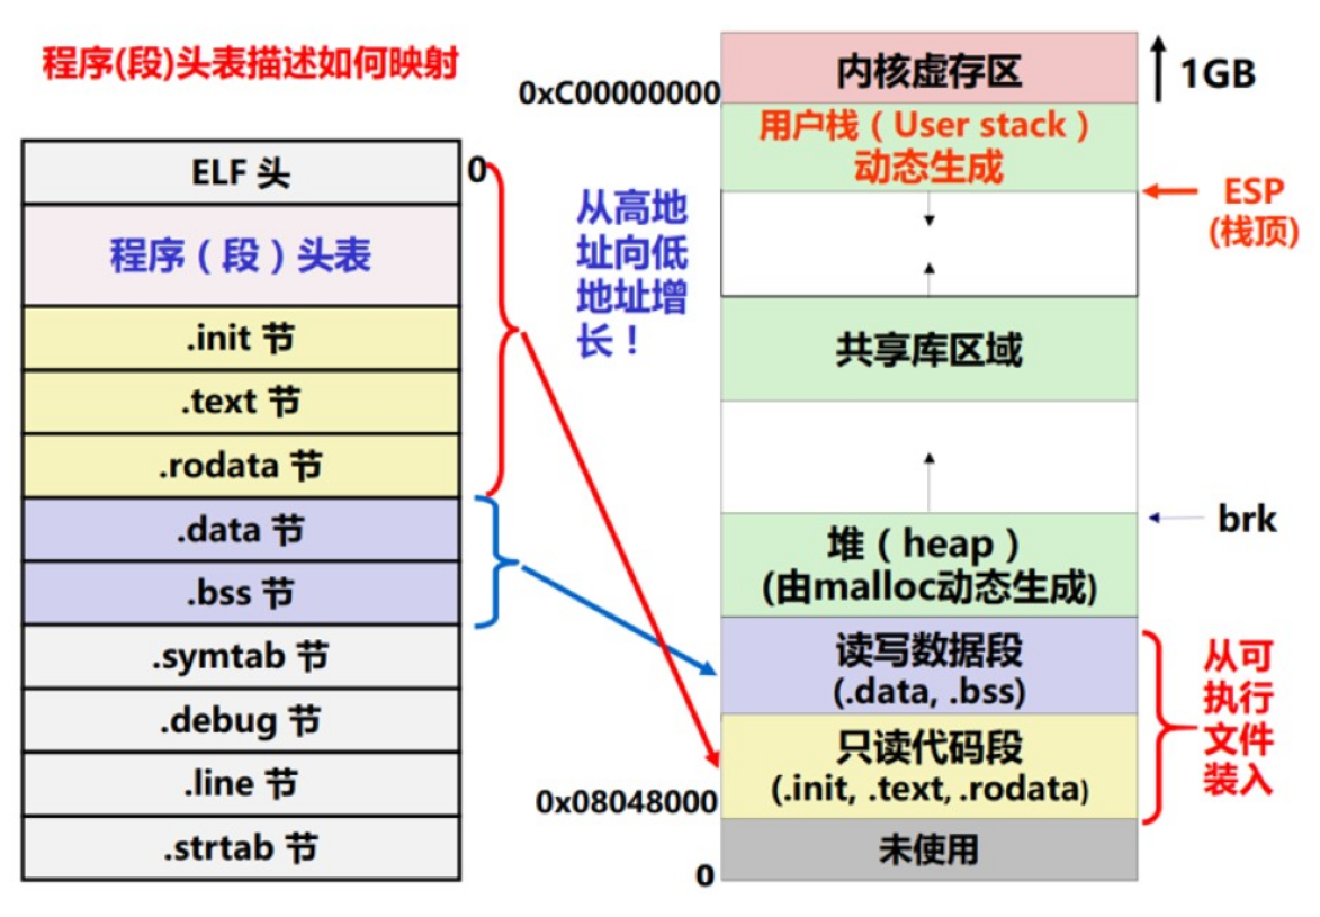 程序(段)头表描述如何映射
ELF 头
0
程序（段）头表
.init 节
.text 节
.rodata 节
.data 节
.bss 节
.symtab 节
.debug 节
.line 节
.strtab 节
从高地
址向低
地址增
长！
0xC00000000
内核虚存区
1GB
用户栈（User stack）
动态生成
ESP
(栈顶)
共享库区域
brk
堆（heap）
(由malloc动态生成)
读写数据段
(.data, .bss)
只读代码段
(.init, .text, .rodata)
0x08048000
未使用
0
从可
执行
文件
装入